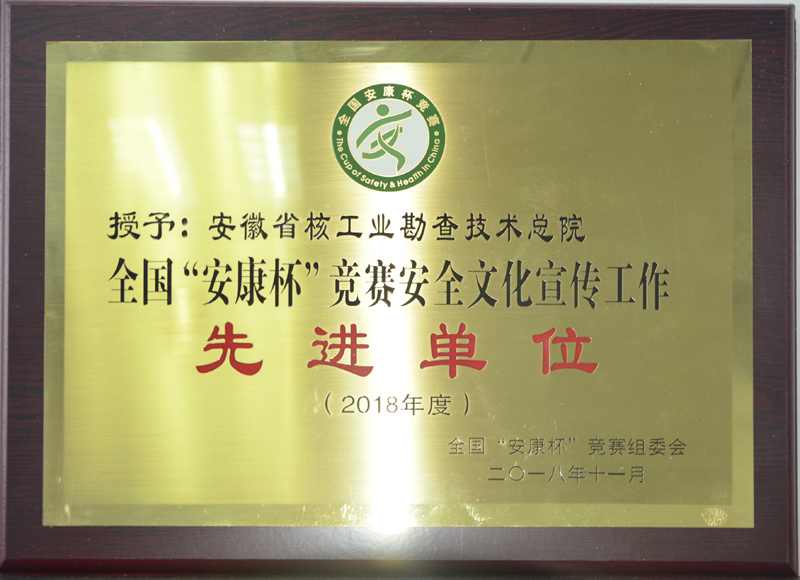 全国安康杯竞赛
The Cup of Safety & Health in China
授予：安徽省核工业勘查技术总院
全国“安康杯”竞赛安全文化宣传工作
先进单位
（2018年度）
全国“安康杯”竞赛组委会
二〇一八年十一月